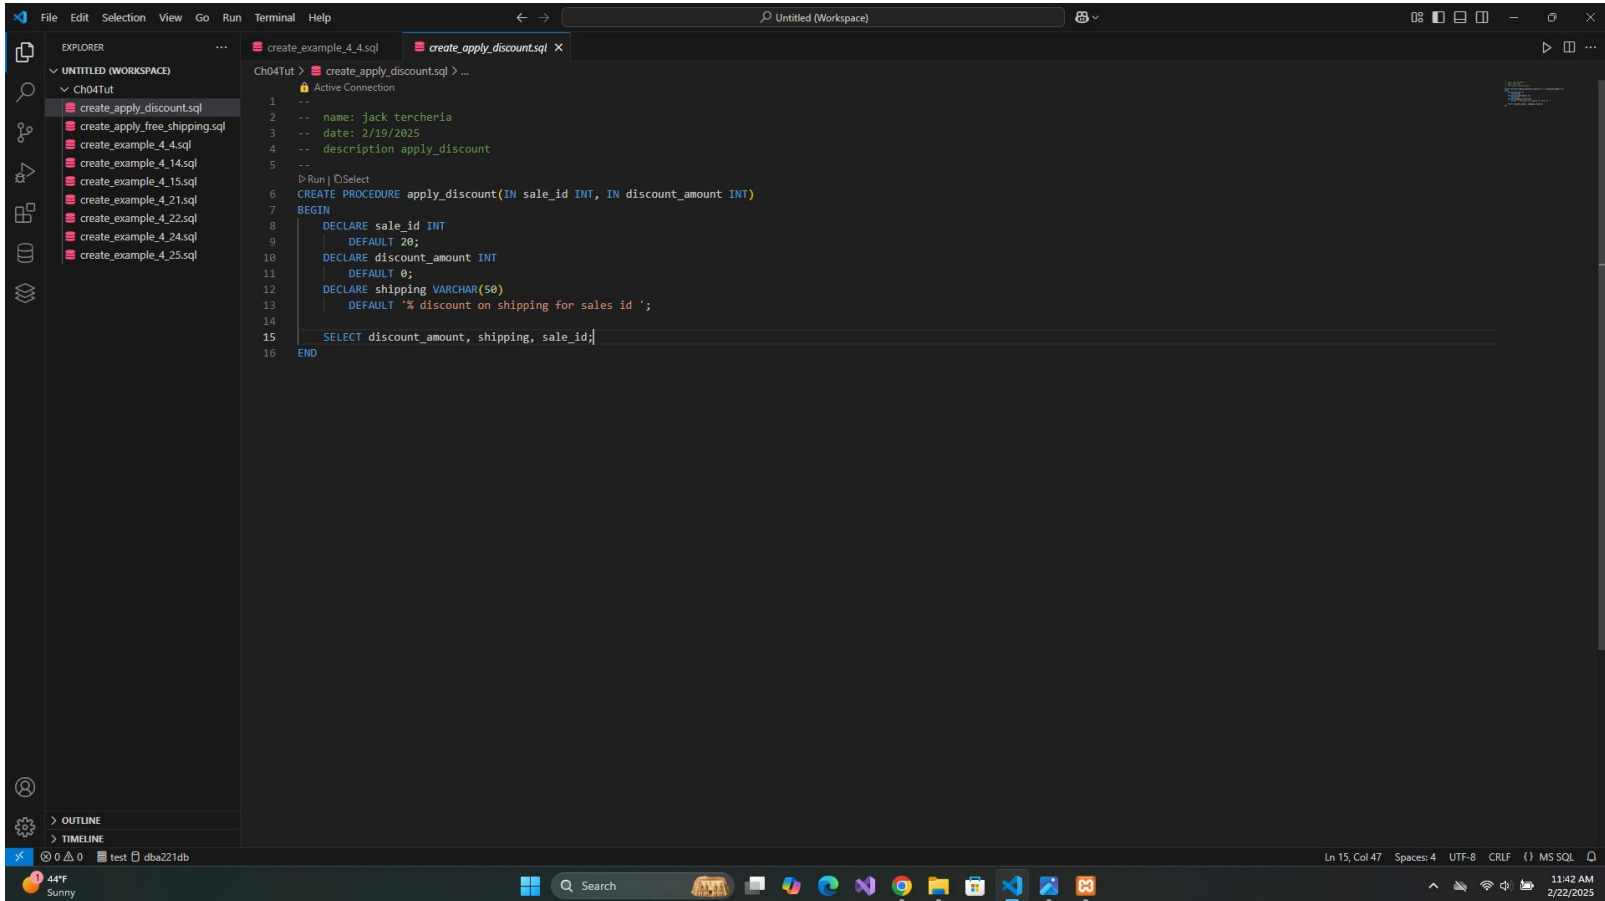 File Edit Selection View Go Run Terminal Help
Untitled (Workspace)
EXPLORER
UNTITLED (WORKSPACE)
Ch04Tut
create_apply_discount.sql
create_apply_free_shipping.sql
create_example_4_4.sql
create_example_4_14.sql
create_example_4_15.sql
create_example_4_21.sql
create_example_4_22.sql
create_example_4_24.sql
create_example_4_25.sql
OUTLINE
TIMELINE
create_example_4_4.sql create_apply_discount.sql
Ch04Tut > create_apply_discount.sql > ...
Active Connection
1 --
2 -- name: jack tercheria
3 -- date: 2/19/2025
4 -- description apply_discount
5 --
Run | Select
6 CREATE PROCEDURE apply_discount(IN sale_id INT, IN discount_amount INT)
7 BEGIN
8 DECLARE sale_id INT
9 DEFAULT 20;
10 DECLARE discount_amount INT
11 DEFAULT 0;
12 DECLARE shipping VARCHAR(50)
13 DEFAULT '% discount on shipping for sales id ';
14
15 SELECT discount_amount, shipping, sale_id;
16 END
0 0 test dba221db
Ln 15, Col 47 Spaces: 4 UTF-8 CRLF {} MS SQL
1
44°F
Sunny
Search
11:42 AM
2/22/2025